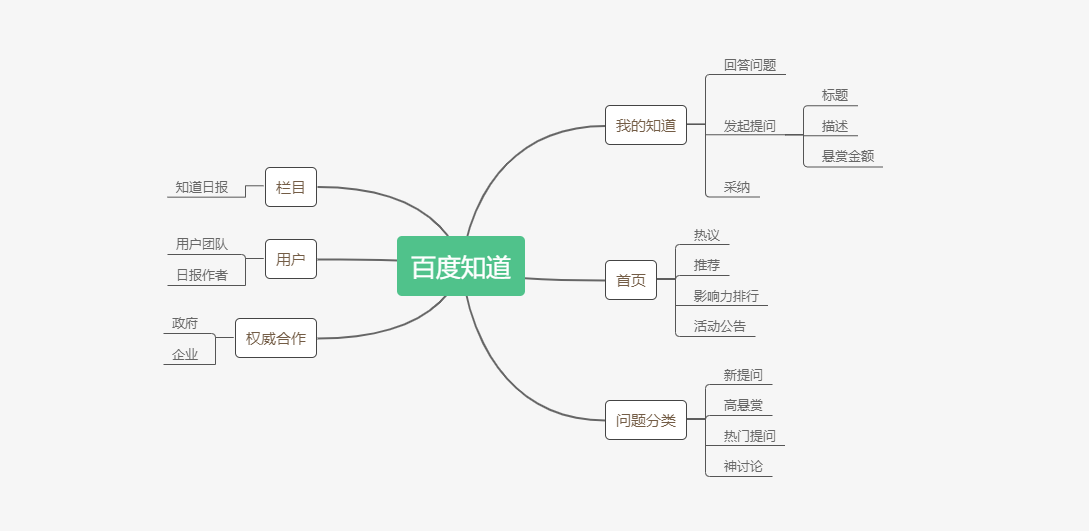 百度知道
我的知道
回答问题
发起提问
标题
描述
悬赏金额
采纳
首页
热议
推荐
影响力排行
活动公告
问题分类
新提问
高悬赏
热门提问
神讨论
栏目
知道日报
用户
用户团队
日报作者
权威合作
政府
企业